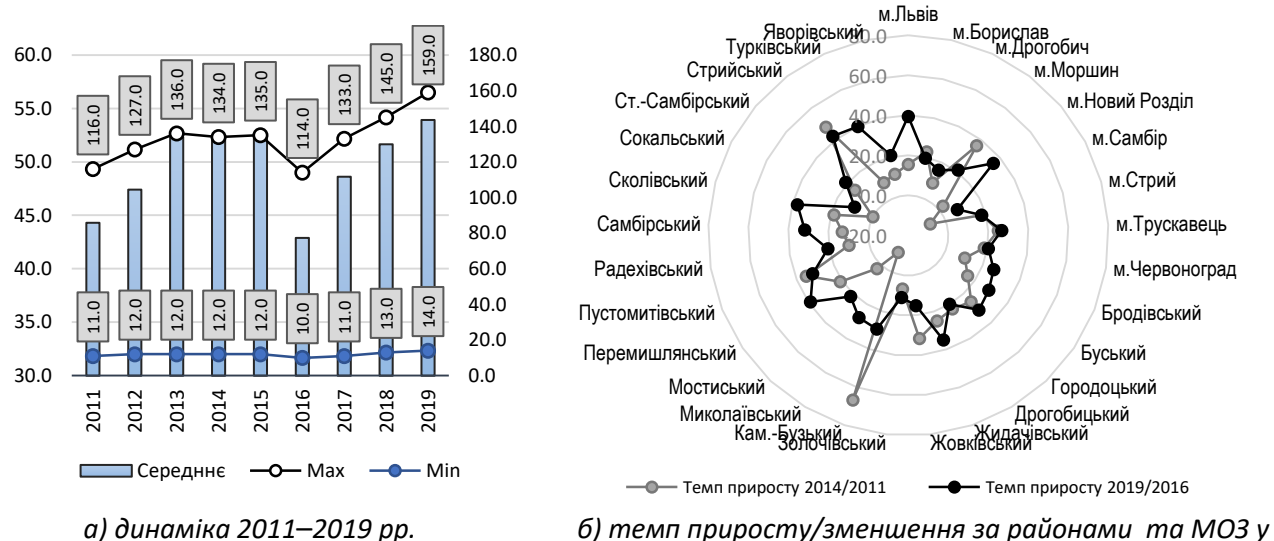 60.0
55.0
50.0
45.0
40.0
35.0
30.0
180.0
160.0
140.0
120.0
100.0
80.0
60.0
40.0
20.0
0.0
116.0
127.0
136.0
134.0
135.0
114.0
133.0
145.0
159.0
11.0
12.0
12.0
12.0
12.0
10.0
11.0
13.0
14.0
2011
2012
2013
2014
2015
2016
2017
2018
2019
Середннє
Max
Min
а) динаміка 2011–2019 рр.
80.0
60.0
40.0
20.0
0.0
-20.0
м.Львів
м.Борислав
м.Дрогобич
м.Моршин
м.Новий Розділ
м.Самбір
м.Стрий
м.Трускавець
м.Червоноград
Бродівський
Буський
Городоцький
Дрогобицький
Жидачівський
Жовківський
Золочівський
Кам.-Бузький
Миколаївський
Мостиський
Перемишлянський
Пустомитівський
Радехівський
Самбірський
Сколівський
Сокальський
Ст.-Самбірський
Стрийський
Турківський
Яворівський
Темп приросту 2014/2011
Темп приросту 2019/2016
б) темп приросту/зменшення за районами та МОЗ у